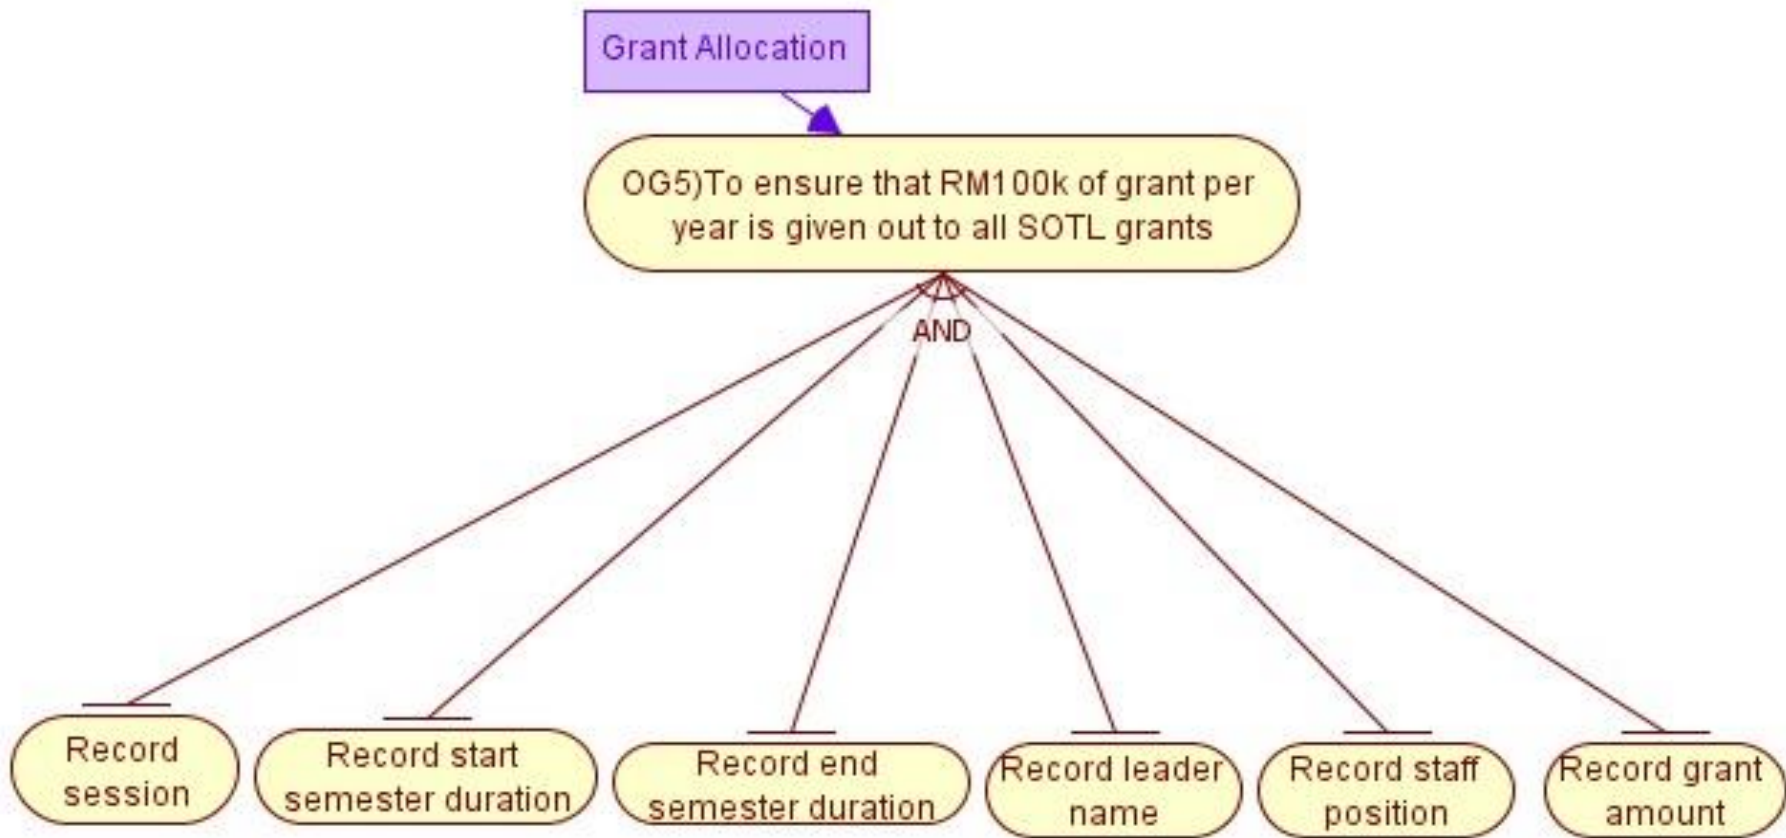 Grant Allocation
OG5)To ensure that RM100k of grant per
year is given out to all SOTL grants
AND
Record
session
Record start
semester duration
Record end
semester duration
Record leader
name
Record staff
position
Record grant
amount